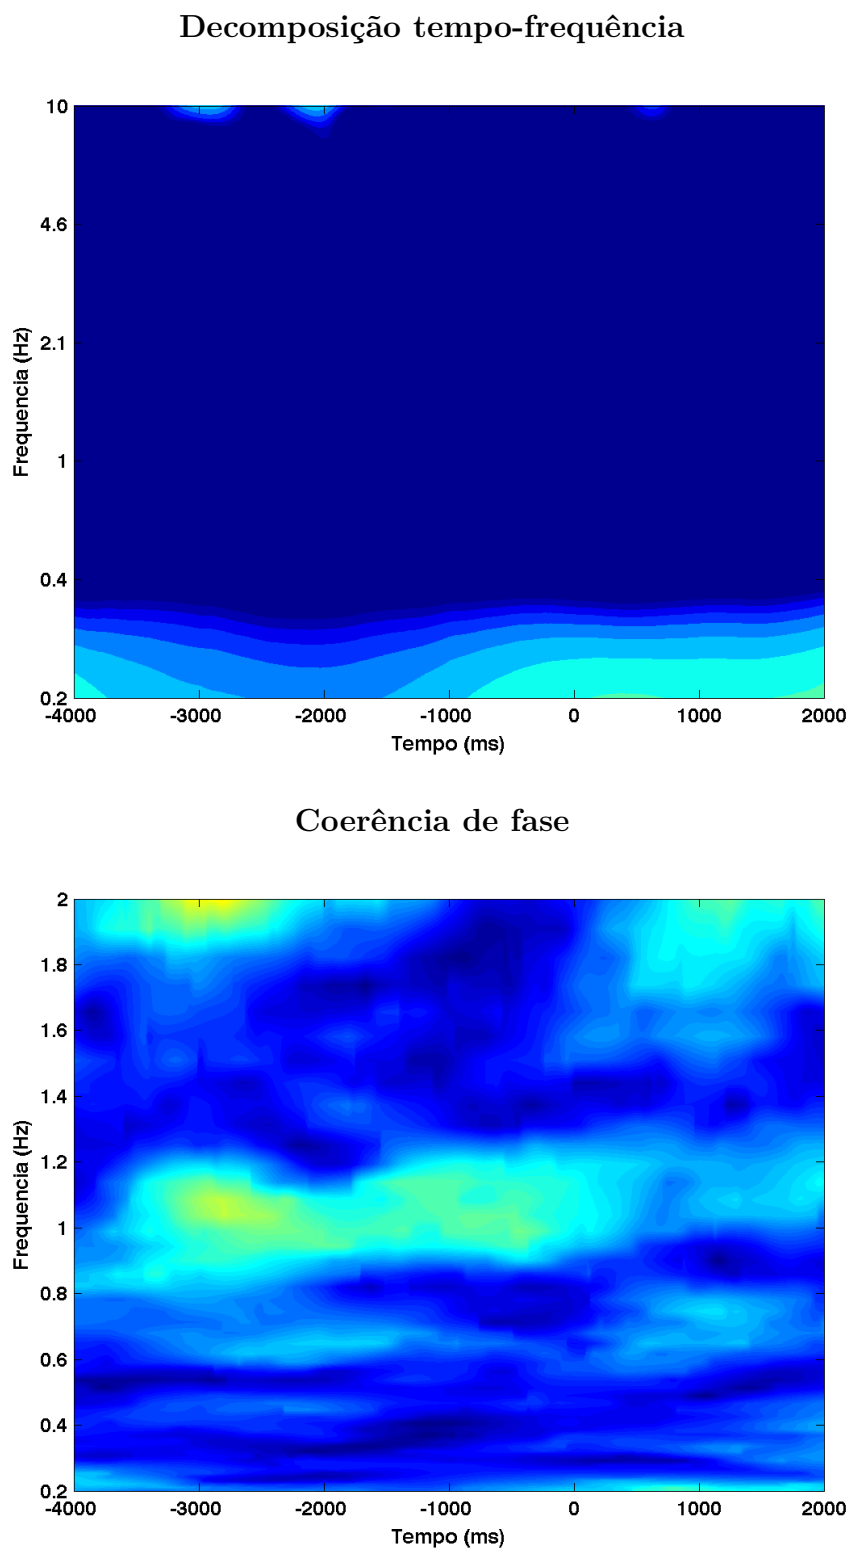 Decomposição tempo-frequência
10
4.6
2.1
1
0.4
0.2
Frequencia (Hz)
-4000 -3000 -2000 -1000 0 1000 2000
Tempo (ms)
Coerência de fase
2
1.8
1.6
1.4
1.2
1
0.8
0.6
0.4
0.2
Frequencia (Hz)
-4000 -3000 -2000 -1000 0 1000 2000
Tempo (ms)